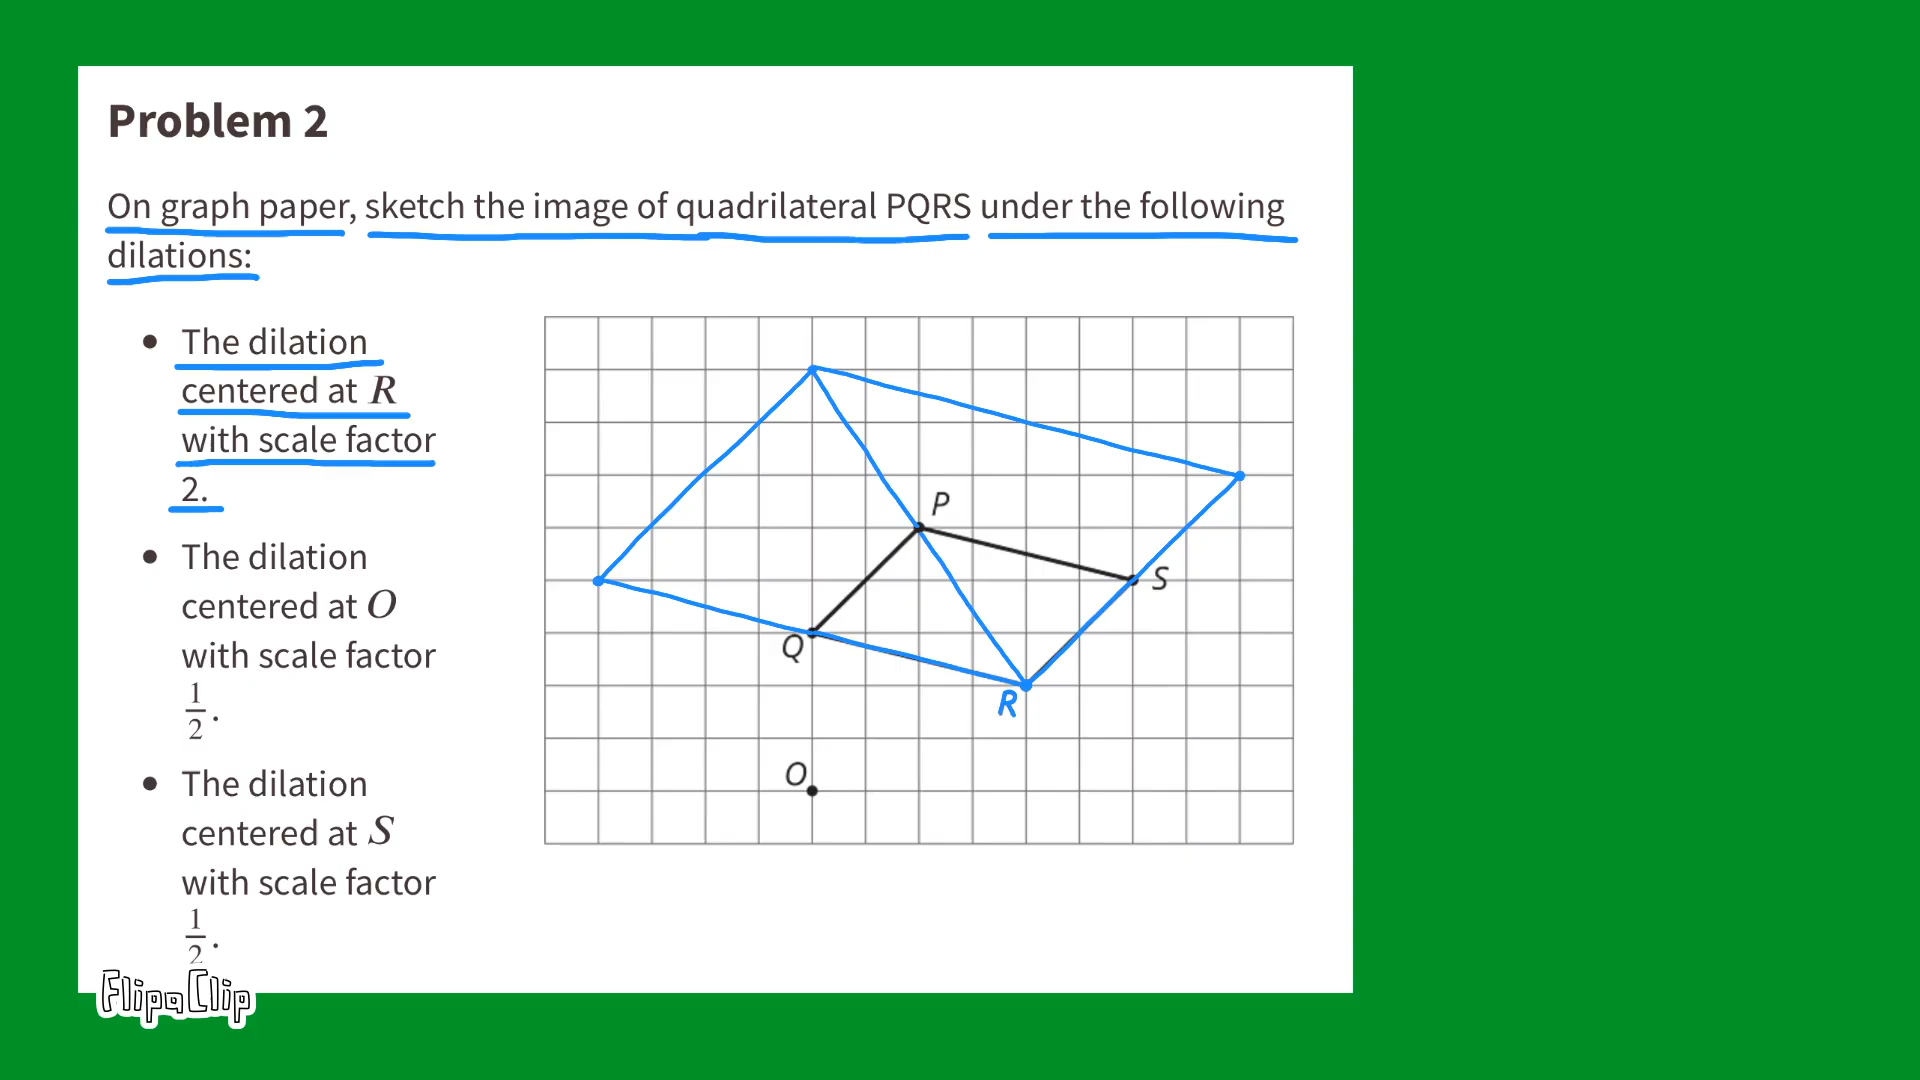 Problem 2
On graph paper, sketch the image of quadrilateral PQRS under the following
dilations:
• The dilation
centered at R
with scale factor
2.
• The dilation
centered at O
with scale factor
1/2.
• The dilation
centered at S
with scale factor
1/2.
P
S
Q
R
O
FlipaClip